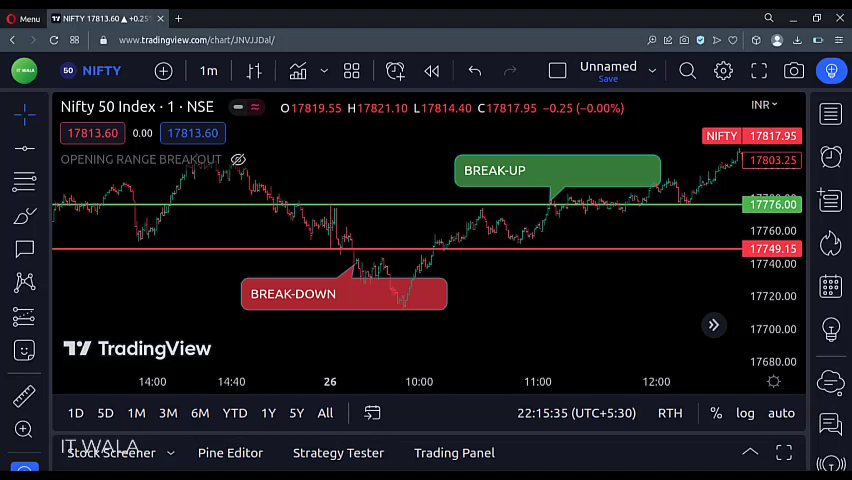 Menu
NIFTY 17813.60 ▲ +0.25%
www.tradingview.com/chart/JNVJJDal/
IT WALA
50 NIFTY
1m
Unnamed
Save
Nifty 50 Index · 1 · NSE
O17819.55 H17821.10 L17814.40 C17817.95 −0.25 (−0.00%)
INR
17813.60 0.00 17813.60
OPENING RANGE BREAKOUT
NIFTY 17817.95
17803.25
BREAK-UP
17776.00
17760.00
17749.15
17740.00
BREAK-DOWN
17720.00
17700.00
TradingView
17680.00
14:00 14:40 26 10:00 11:00 12:00
1D 5D 1M 3M 6M YTD 1Y 5Y All
22:15:35 (UTC+5:30) RTH % log auto
IT WALA
Stock Screener Pine Editor Strategy Tester Trading Panel